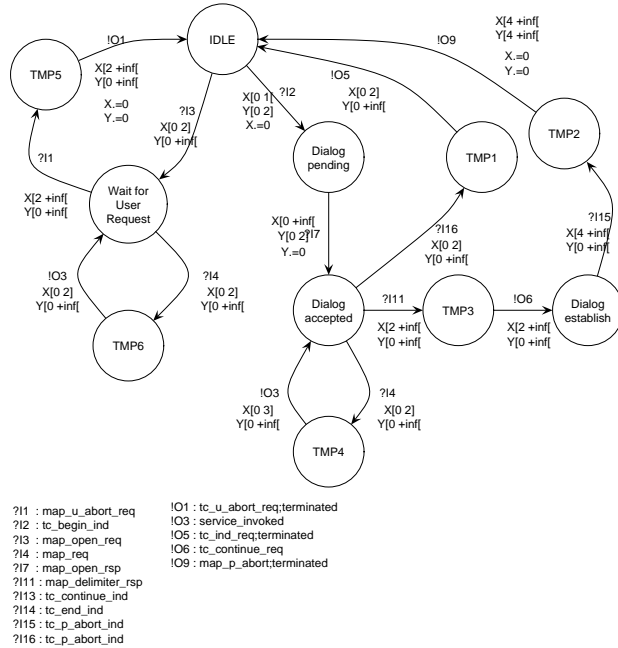 !O1
IDLE
!O9
X[4 +inf[
Y[4 +inf[
X.=0
Y.=0
TMP5
X[2 +inf[
Y[0 +inf[
X.=0
Y.=0
?I3
X[0 2]
Y[0 +inf[
X[0 1[
Y[0 2]
X.=0
?I2
!O5
X[0 2]
Y[0 +inf[
Dialog
pending
TMP1
TMP2
?I1
X[2 +inf[
Y[0 +inf[
Wait for
User
Request
X[0 +inf[
Y[0 2]
?I7
Y.=0
?I16
X[0 2]
Y[0 +inf[
?I15
X[4 +inf[
Y[0 +inf[
!O3
X[0 2]
Y[0 +inf[
?I4
X[0 2]
Y[0 +inf[
Dialog
accepted
?I11
X[2 +inf[
Y[0 +inf[
TMP3
!O6
X[2 +inf[
Y[0 +inf[
Dialog
establish
TMP6
!O3
X[0 3]
Y[0 +inf[
?I4
X[0 2]
Y[0 +inf[
TMP4
?I1 : map_u_abort_req
?I2 : tc_begin_ind
?I3 : map_open_req
?I4 : map_req
?I7 : map_open_rsp
?I11 : map_delimiter_rsp
?I13 : tc_continue_ind
?I14 : tc_end_ind
?I15 : tc_p_abort_ind
?I16 : tc_p_abort_ind
!O1 : tc_u_abort_req;terminated
!O3 : service_invoked
!O5 : tc_ind_req;terminated
!O6 : tc_continue_req
!O9 : map_p_abort;terminated